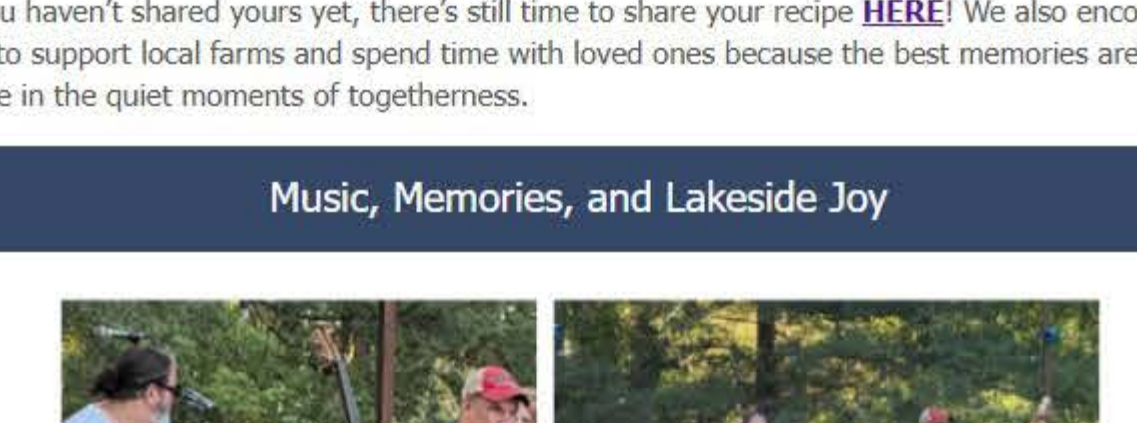 u haven't shared yours yet, there's still time to share your recipe HERE! We also enco
to support local farms and spend time with loved ones because the best memories are
e in the quiet moments of togetherness.
Music, Memories, and Lakeside Joy